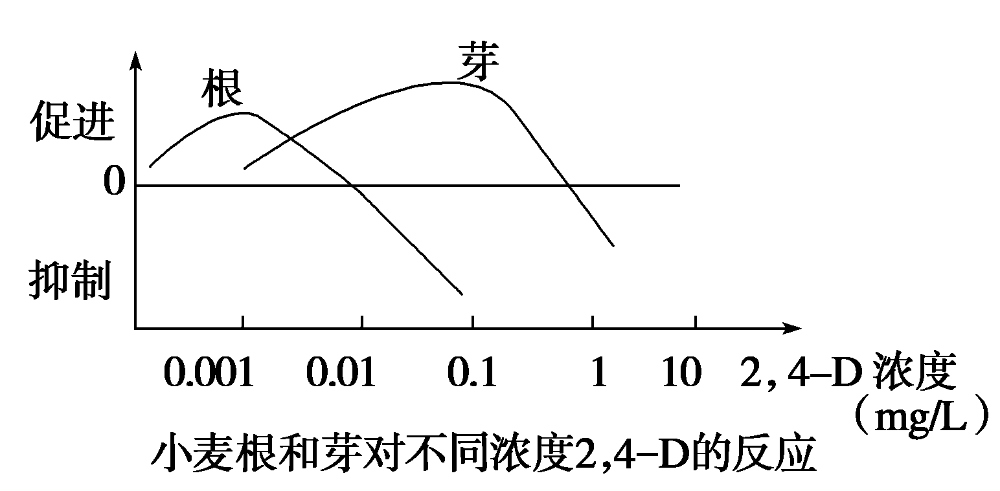 芽
根
促进
0
抑制
0.001 0.01 0.1 1 10 2,4-D浓度
(mg/L)
小麦根和芽对不同浓度2,4-D的反应